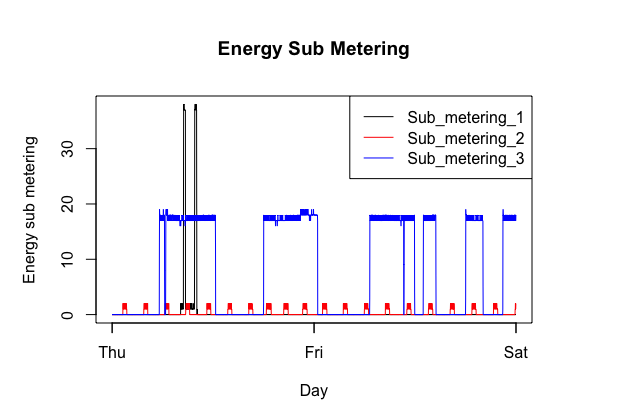 Energy Sub Metering
Sub_metering_1
Sub_metering_2
Sub_metering_3
Energy sub metering
30
20
10
0
Thu Fri Sat
Day